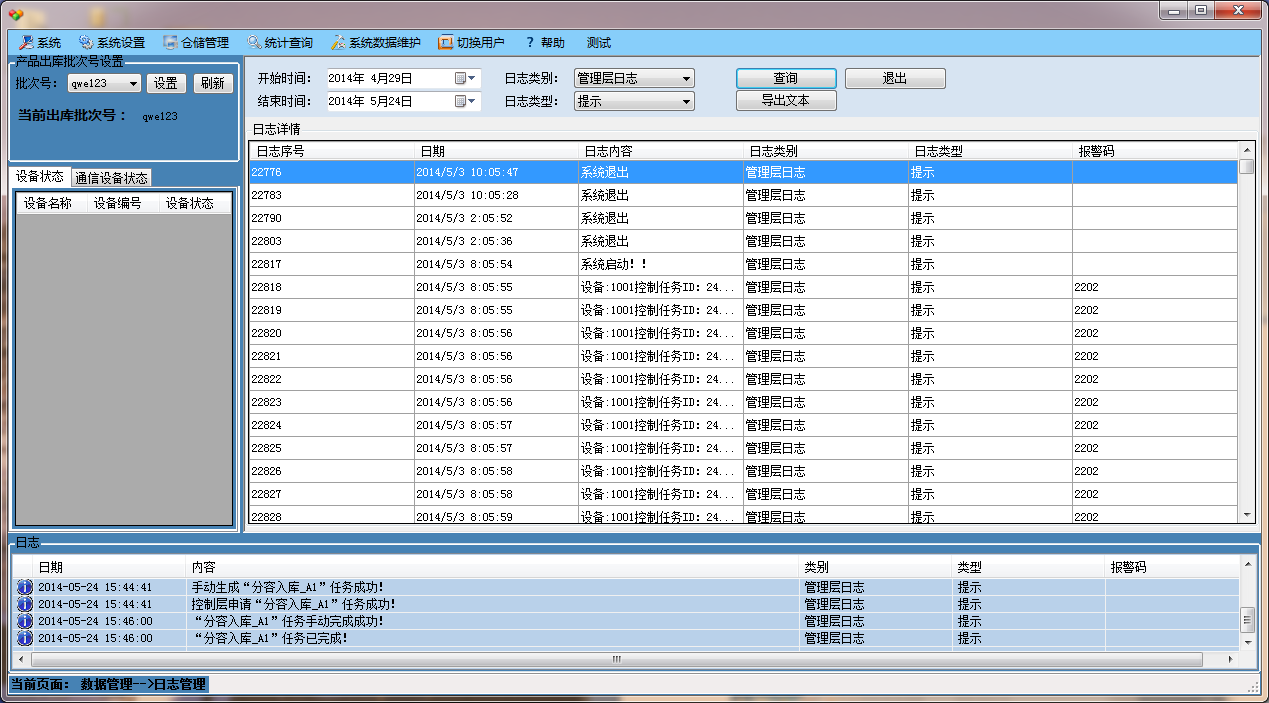 系统 系统设置 仓储管理 统计查询 系统数据维护 切换用户 ? 帮助 测试
产品出库批次号设置
批次号: qwe123 设置 刷新
当前出库批次号: qwe123
设备状态 通信设备状态
设备名称 设备编号 设备状态
开始时间: 2014年 4月29日 日志类别: 管理层日志 查询 退出
结束时间: 2014年 5月24日 日志类型: 提示 导出文本
日志详情
日志序号 日期 日志内容 日志类别 日志类型 报警码
22776 2014/5/3 10:05:47 系统退出 管理层日志 提示
22783 2014/5/3 10:05:28 系统退出 管理层日志 提示
22790 2014/5/3 2:05:52 系统退出 管理层日志 提示
22803 2014/5/3 2:05:36 系统退出 管理层日志 提示
22817 2014/5/3 8:05:54 系统启动！！ 管理层日志 提示
22818 2014/5/3 8:05:55 设备:1001控制任务ID：24... 管理层日志 提示 2202
22819 2014/5/3 8:05:55 设备:1001控制任务ID：24... 管理层日志 提示 2202
22820 2014/5/3 8:05:56 设备:1001控制任务ID：24... 管理层日志 提示 2202
22821 2014/5/3 8:05:56 设备:1001控制任务ID：24... 管理层日志 提示 2202
22822 2014/5/3 8:05:56 设备:1001控制任务ID：24... 管理层日志 提示 2202
22823 2014/5/3 8:05:56 设备:1001控制任务ID：24... 管理层日志 提示 2202
22824 2014/5/3 8:05:57 设备:1001控制任务ID：24... 管理层日志 提示 2202
22825 2014/5/3 8:05:57 设备:1001控制任务ID：24... 管理层日志 提示 2202
22826 2014/5/3 8:05:58 设备:1001控制任务ID：24... 管理层日志 提示 2202
22827 2014/5/3 8:05:58 设备:1001控制任务ID：24... 管理层日志 提示 2202
22828 2014/5/3 8:05:59 设备:1001控制任务ID：24... 管理层日志 提示 2202
日志
日期 内容 类别 类型 报警码
2014-05-24 15:44:41 手动生成“分容入库_A1”任务成功！ 管理层日志 提示
2014-05-24 15:44:41 控制层申请“分容入库_A1”任务成功！ 管理层日志 提示
2014-05-24 15:46:00 “分容入库_A1”任务手动完成成功！ 管理层日志 提示
2014-05-24 15:46:00 “分容入库_A1”任务已完成！ 管理层日志 提示
当前页面： 数据管理-->日志管理